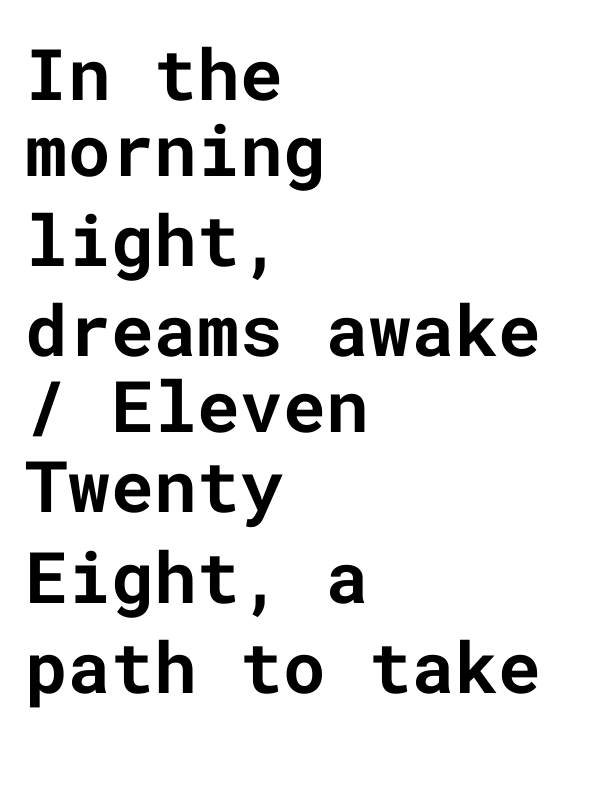 In the
morning
light,
dreams awake
/ Eleven
Twenty
Eight, a
path to take